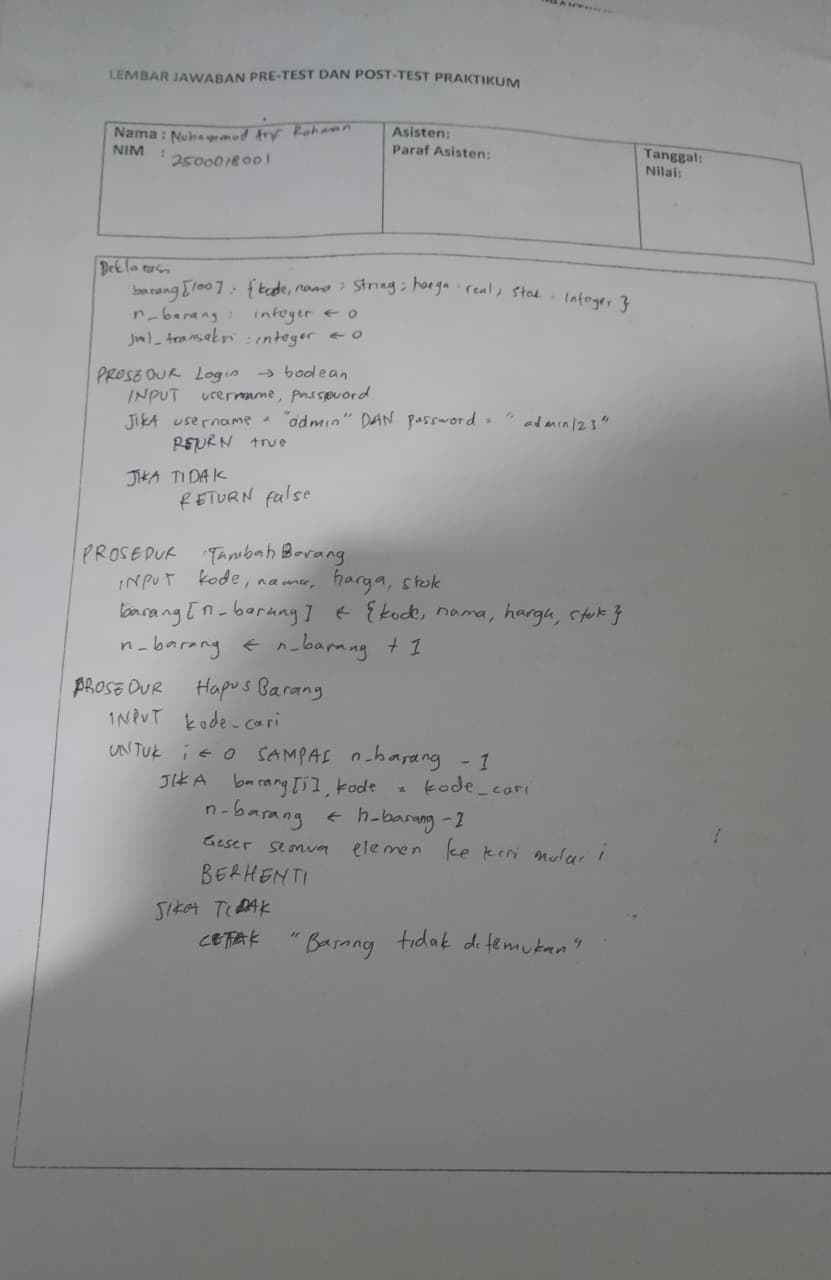 LEMBAR JAWABAN PRE-TEST DAN POST-TEST PRAKTIKUM
Nama : Muhammad Arif Rohman
NIM : 2500018001
Asisten:
Paraf Asisten:
Tanggal:
Nilai:
Deklarasi
barang[100] : {kode, nama : String; harga : real, stok : Integer}
n_barang : integer ← 0
jml_transaksi : integer ← 0
PROSEDUR Login → boolean
INPUT username, password
JIKA username = "admin" DAN password = "admin123"
RETURN true
JIKA TIDAK
RETURN false
PROSEDUR TambahBarang
INPUT kode, nama, harga, stok
barang[n_barang] ← {kode, nama, harga, stok}
n_barang ← n_barang + 1
PROSEDUR HapusBarang
INPUT kode_cari
UNTUK i ← 0 SAMPAI n_barang - 1
JIKA barang[i].kode = kode_cari
n_barang ← n_barang - 1
Geser semua elemen ke kiri mulai i
BERHENTI
JIKA TIDAK
CETAK "Barang tidak ditemukan"